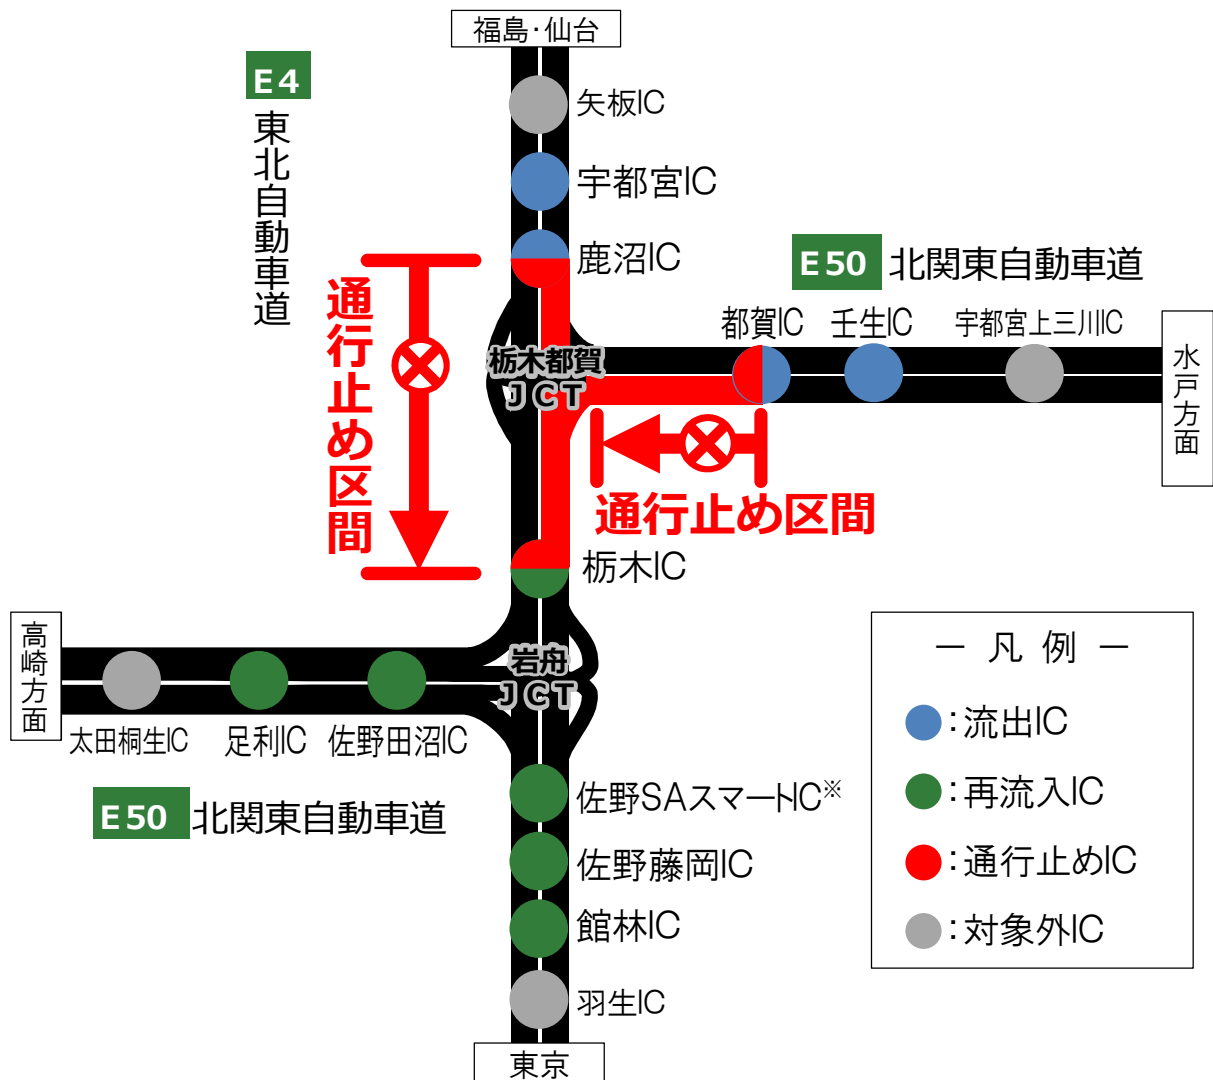 福島・仙台
E4
東北自動車道
矢板IC
宇都宮IC
鹿沼IC
E50 北関東自動車道
通行止め区間
都賀IC
壬生IC
宇都宮上三川IC
水戸方面
栃木都賀
JCT
通行止め区間
栃木IC
高崎方面
岩舟
JCT
太田桐生IC
足利IC
佐野田沼IC
E50 北関東自動車道
佐野SAスマートIC※
佐野藤岡IC
館林IC
羽生IC
東京
― 凡 例 ―
:流出IC
:再流入IC
:通行止めIC
:対象外IC